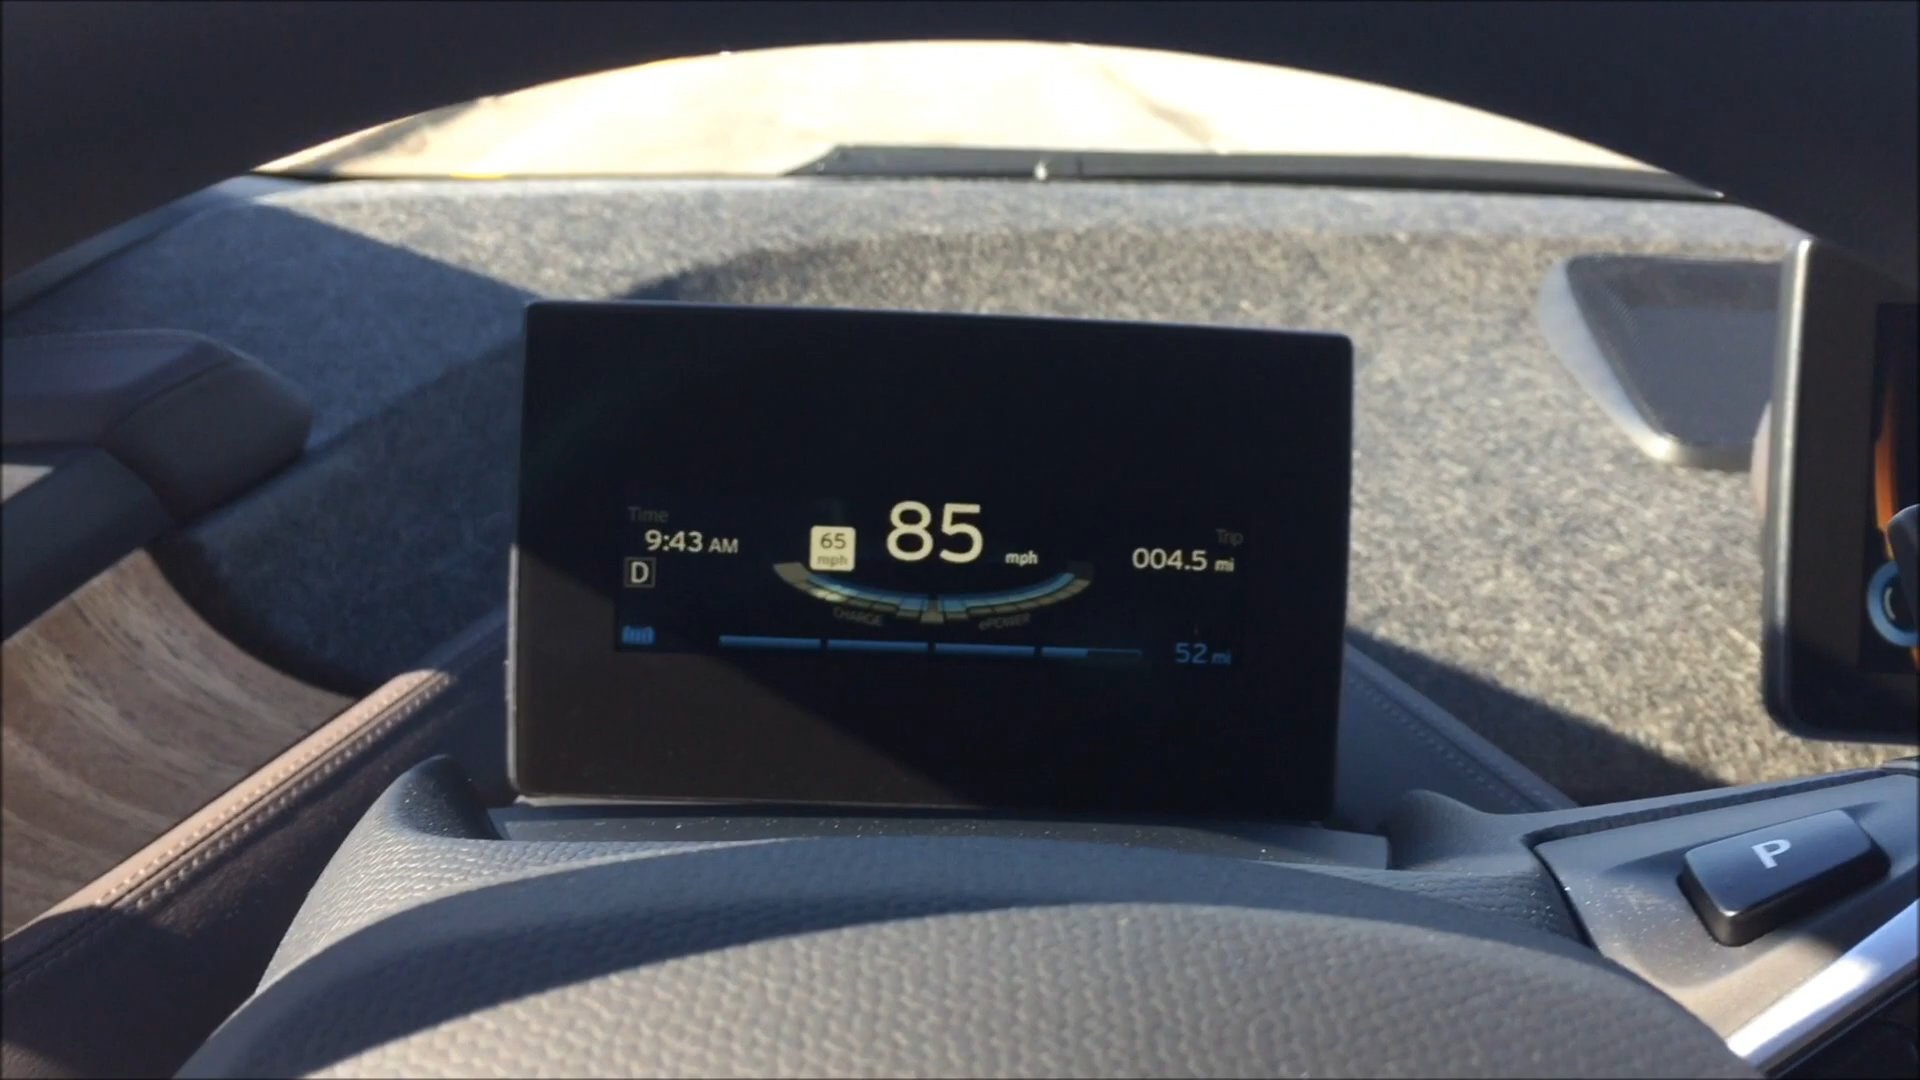 Time
9:43 AM
D
65
mph
85 mph
Trip
004.5 mi
CHARGE
ePOWER
52 mi
P